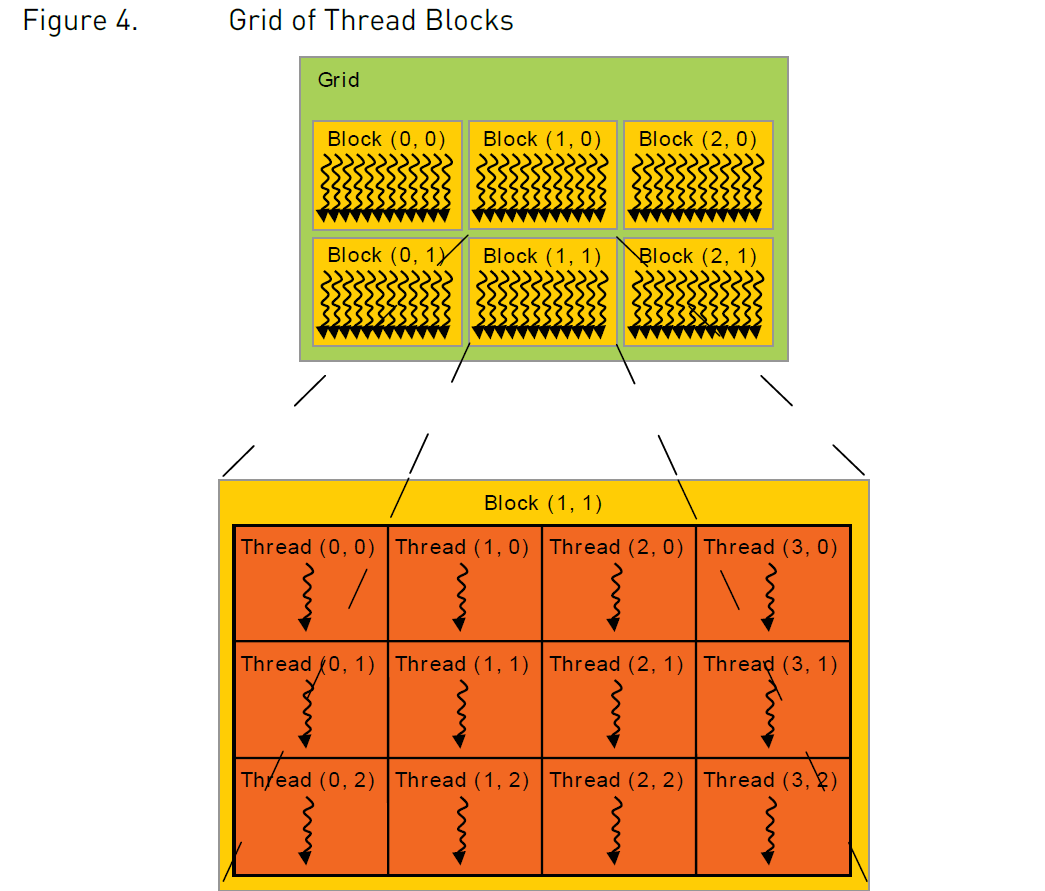 Figure 4. Grid of Thread Blocks
Grid
Block (0, 0) Block (1, 0) Block (2, 0)
Block (0, 1) Block (1, 1) Block (2, 1)
Block (1, 1)
Thread (0, 0) Thread (1, 0) Thread (2, 0) Thread (3, 0)
Thread (0, 1) Thread (1, 1) Thread (2, 1) Thread (3, 1)
Thread (0, 2) Thread (1, 2) Thread (2, 2) Thread (3, 2)